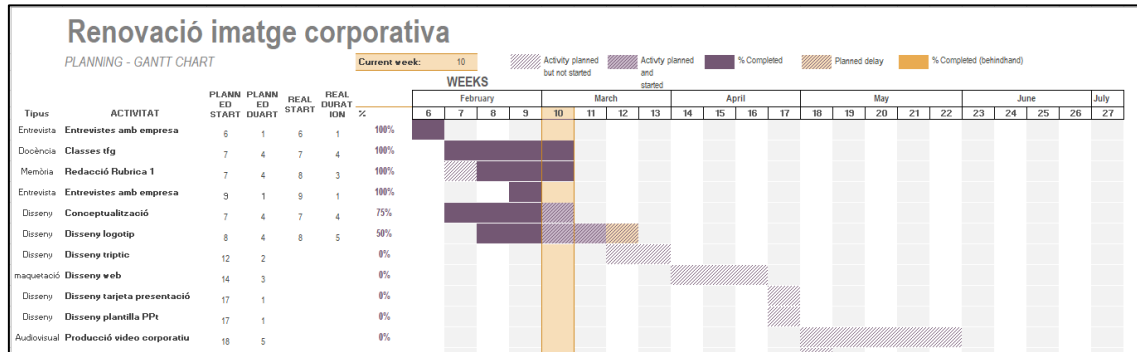 Renovació imatge corporativa
PLANNING - GANTT CHART
Current week: 10
Activity planned but not started
Activty planned and started
% Completed
Planned delay
% Completed (behindhand)
WEEKS
Tipus ACTIVITAT PLANNED START PLANNED DUART REAL START REAL DURATION %
February March April May June July
6 7 8 9 10 11 12 13 14 15 16 17 18 19 20 21 22 23 24 25 26 27
Entrevista Entrevistes amb empresa 6 1 6 1 100%
Docència Classes tfg 7 4 7 4 100%
Memòria Redacció Rubrica 1 7 4 8 3 100%
Entrevista Entrevistes amb empresa 9 1 9 1 100%
Disseny Conceptualització 7 4 7 4 75%
Disseny Disseny logotip 8 4 8 5 50%
Disseny Disseny triptic 12 2 0%
maquetació Disseny web 14 3 0%
Disseny Disseny tarjeta presentació 17 1 0%
Disseny Disseny plantilla PPt 17 1 0%
Audiovisual Producció video corporatiu 18 5 0%